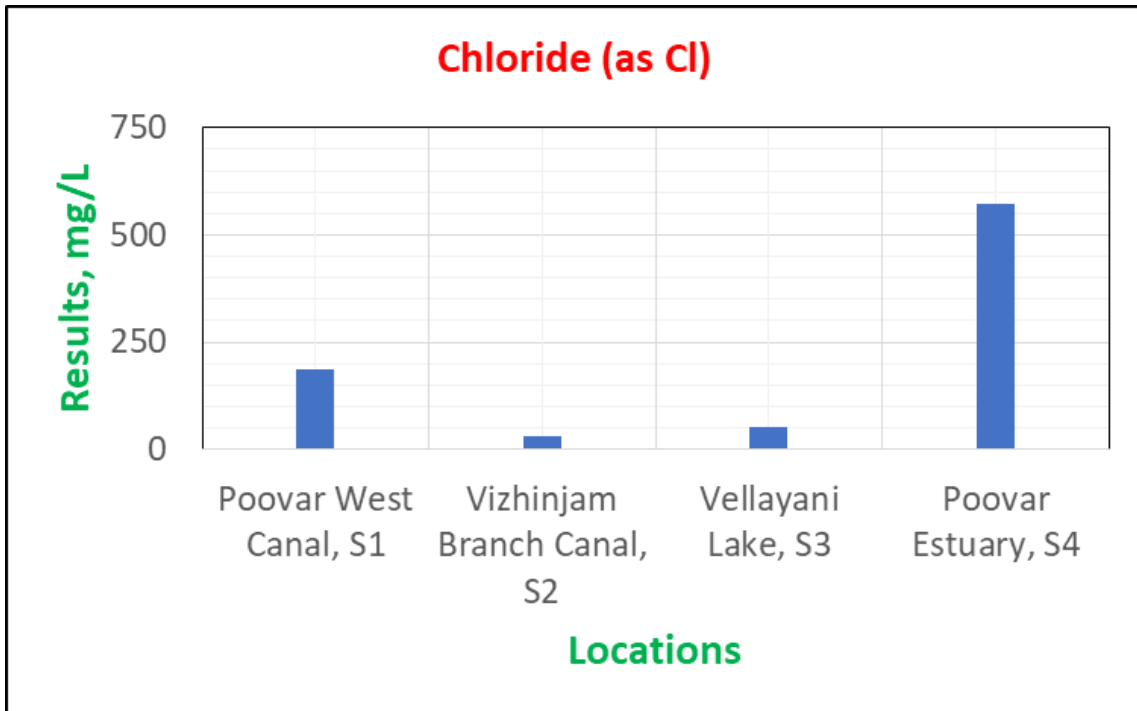 Chloride (as Cl)
Results, mg/L
750
500
250
0
Poovar West
Canal, S1
Vizhinjam
Branch Canal,
S2
Vellayani
Lake, S3
Poovar
Estuary, S4
Locations